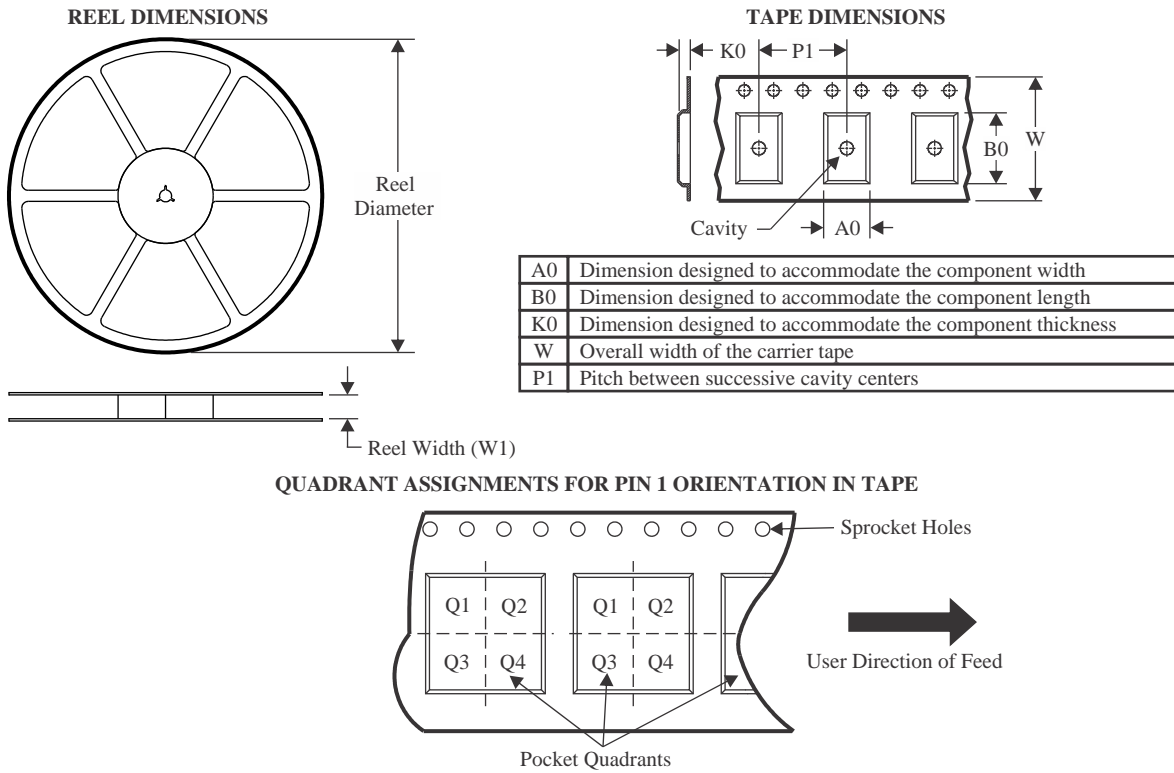 REEL DIMENSIONS
Reel
Diameter
Reel Width (W1)
TAPE DIMENSIONS
K0
P1
W
B0
Cavity
A0
A0 Dimension designed to accommodate the component width
B0 Dimension designed to accommodate the component length
K0 Dimension designed to accommodate the component thickness
W Overall width of the carrier tape
P1 Pitch between successive cavity centers
QUADRANT ASSIGNMENTS FOR PIN 1 ORIENTATION IN TAPE
Sprocket Holes
Q1 Q2 Q1 Q2
Q3 Q4 Q3 Q4
User Direction of Feed
Pocket Quadrants